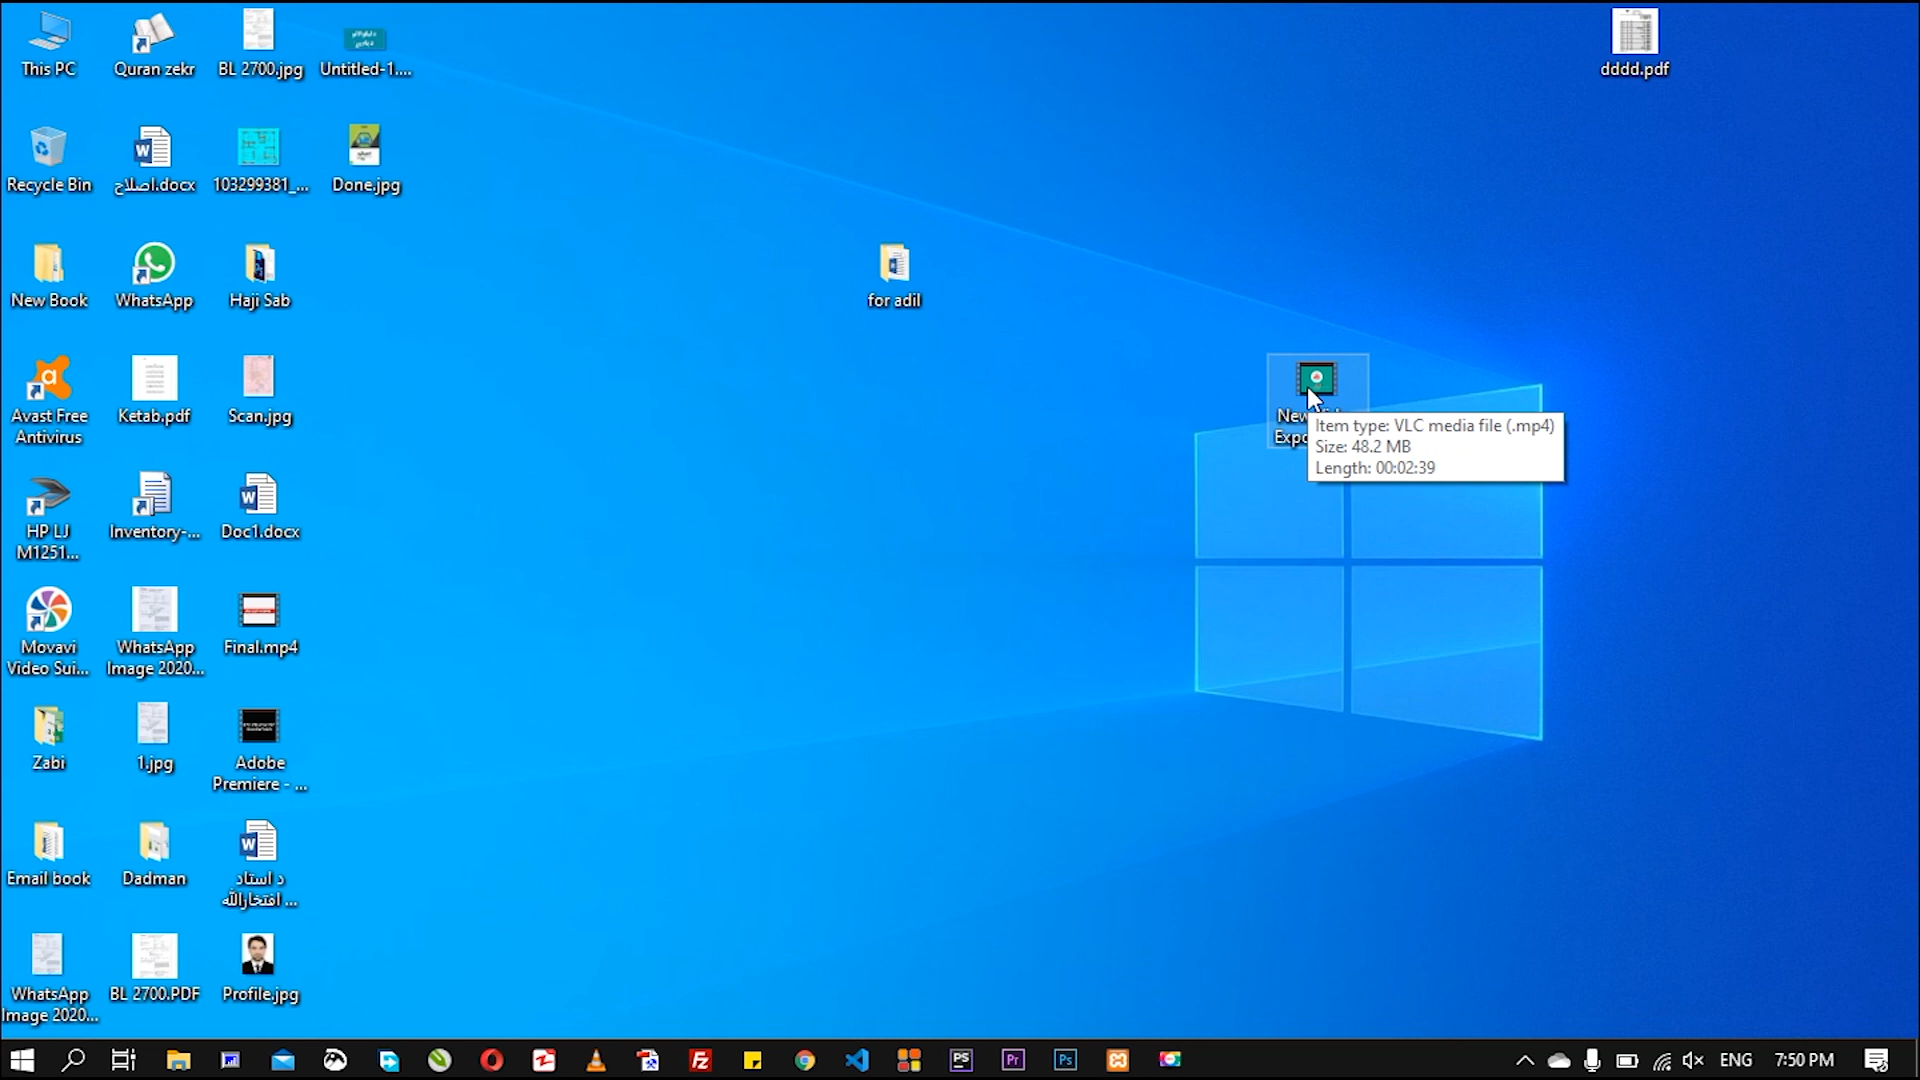 This PC
Quran zekr
BL 2700.jpg
Untitled-1....
dddd.pdf
Recycle Bin
اصلاح.docx
103299381_...
Done.jpg
New Book
WhatsApp
Haji Sab
for adil
Avast Free
Antivirus
Ketab.pdf
Scan.jpg
New
Item type: VLC media file (.mp4)
Size: 48.2 MB
Length: 00:02:39
HP LJ
M1251...
Inventory-...
Doc1.docx
Movavi
Video Sui...
WhatsApp
Image 2020...
Final.mp4
Zabi
1.jpg
Adobe
Premiere - ...
Email book
Dadman
د استاد
افتخارالله ...
WhatsApp
Image 2020...
BL 2700.PDF
Profile.jpg
ENG
7:50 PM